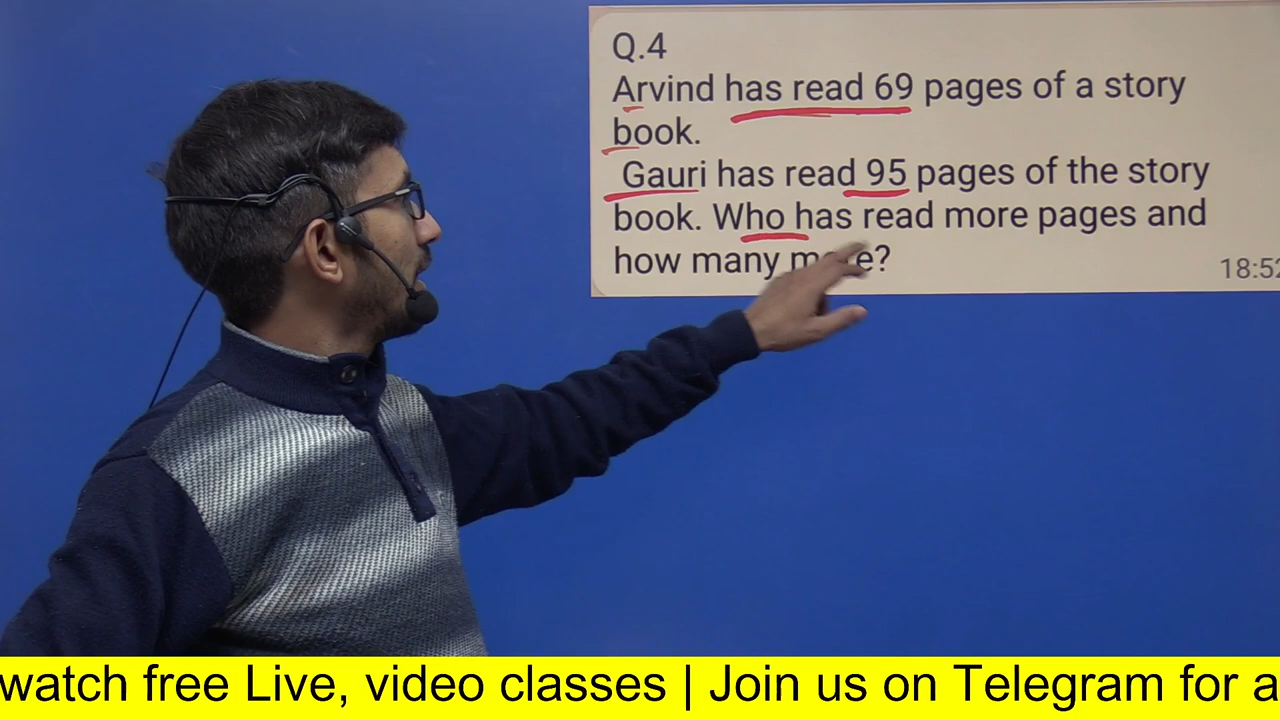 Q.4
Arvind has read 69 pages of a story
book.
Gauri has read 95 pages of the story
book. Who has read more pages and
how many more?
18:52
watch free Live, video classes | Join us on Telegram for a